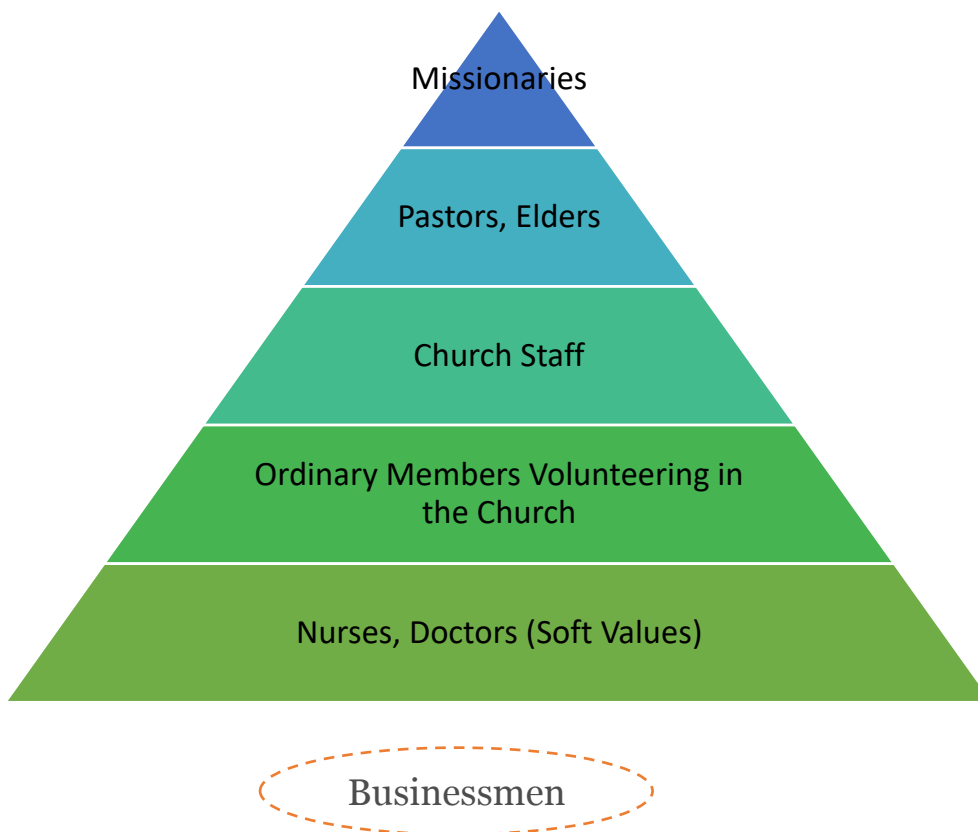 Missionaries
Pastors, Elders
Church Staff
Ordinary Members Volunteering in
the Church
Nurses, Doctors (Soft Values)
Businessmen